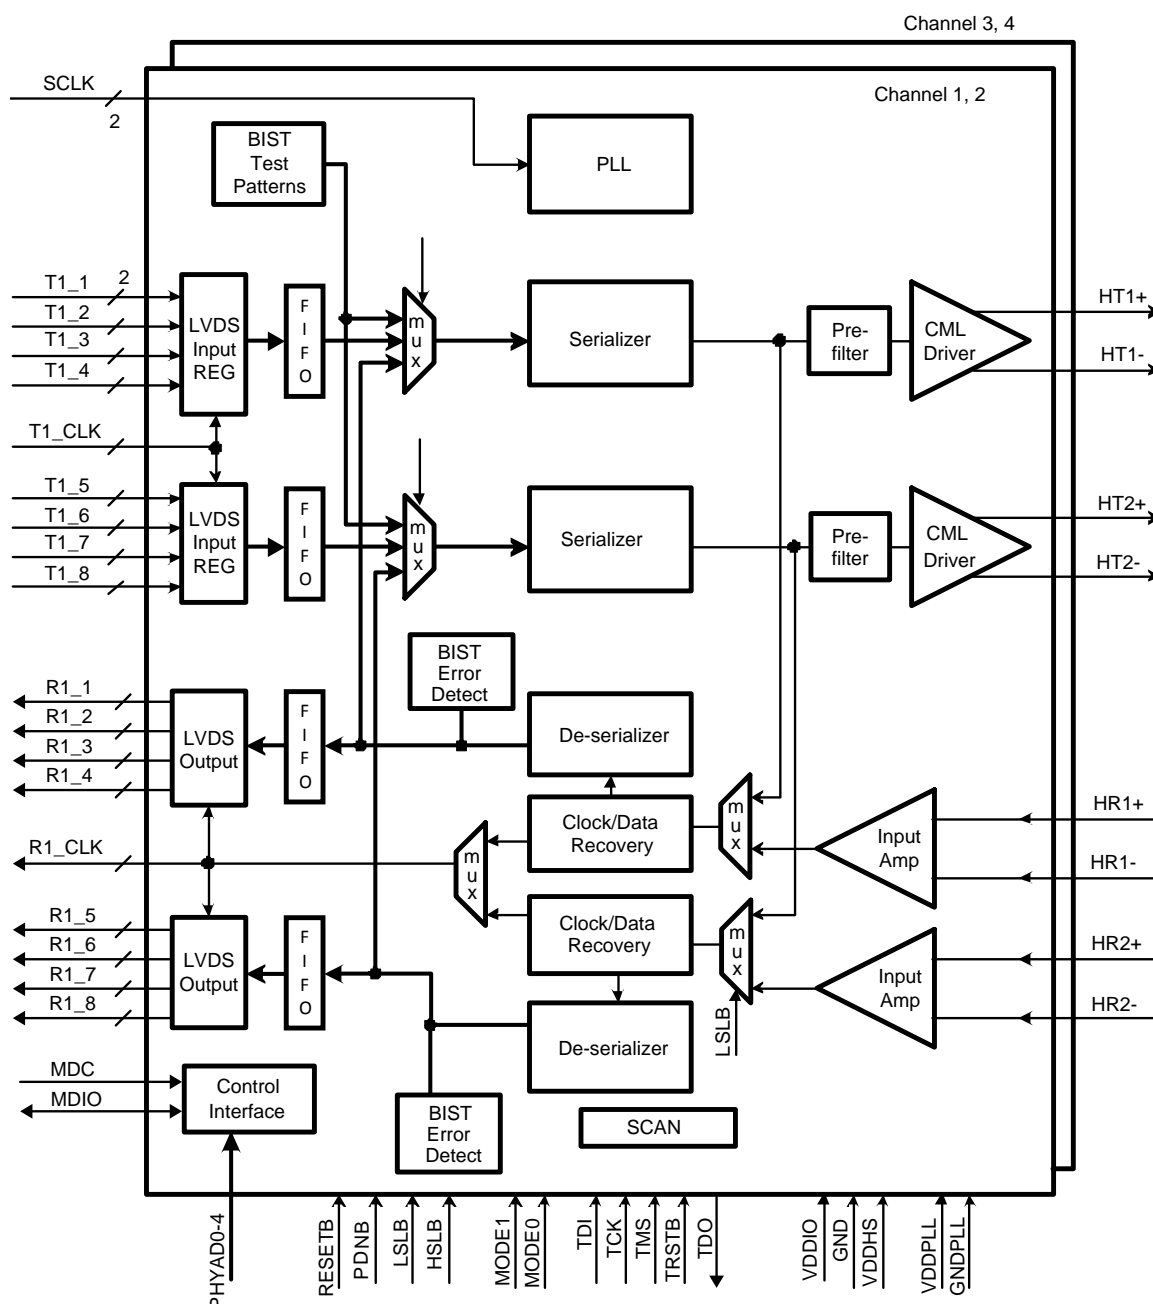 Channel 3, 4
Channel 1, 2
SCLK
2
BIST
Test
Patterns
PLL
T1_1
2
T1_2
T1_3
T1_4
LVDS
Input
REG
F
I
F
O
m
u
x
Serializer
Pre-
filter
CML
Driver
HT1+
HT1-
T1_CLK
T1_5
T1_6
T1_7
T1_8
LVDS
Input
REG
F
I
F
O
m
u
x
Serializer
Pre-
filter
CML
Driver
HT2+
HT2-
BIST
Error
Detect
R1_1
R1_2
R1_3
R1_4
LVDS
Output
F
I
F
O
De-serializer
Clock/Data
Recovery
m
u
x
Input
Amp
HR1+
HR1-
R1_CLK
m
u
x
R1_5
R1_6
R1_7
R1_8
LVDS
Output
F
I
F
O
Clock/Data
Recovery
m
u
x
LSLB
Input
Amp
HR2+
HR2-
De-serializer
MDC
MDIO
Control
Interface
BIST
Error
Detect
SCAN
PHYAD0-4
RESETB
PDNB
LSLB
HSLB
MODE1
MODE0
TDI
TCK
TMS
TRSTB
TDO
VDDIO
GND
VDDHS
VDDPLL
GNDPLL